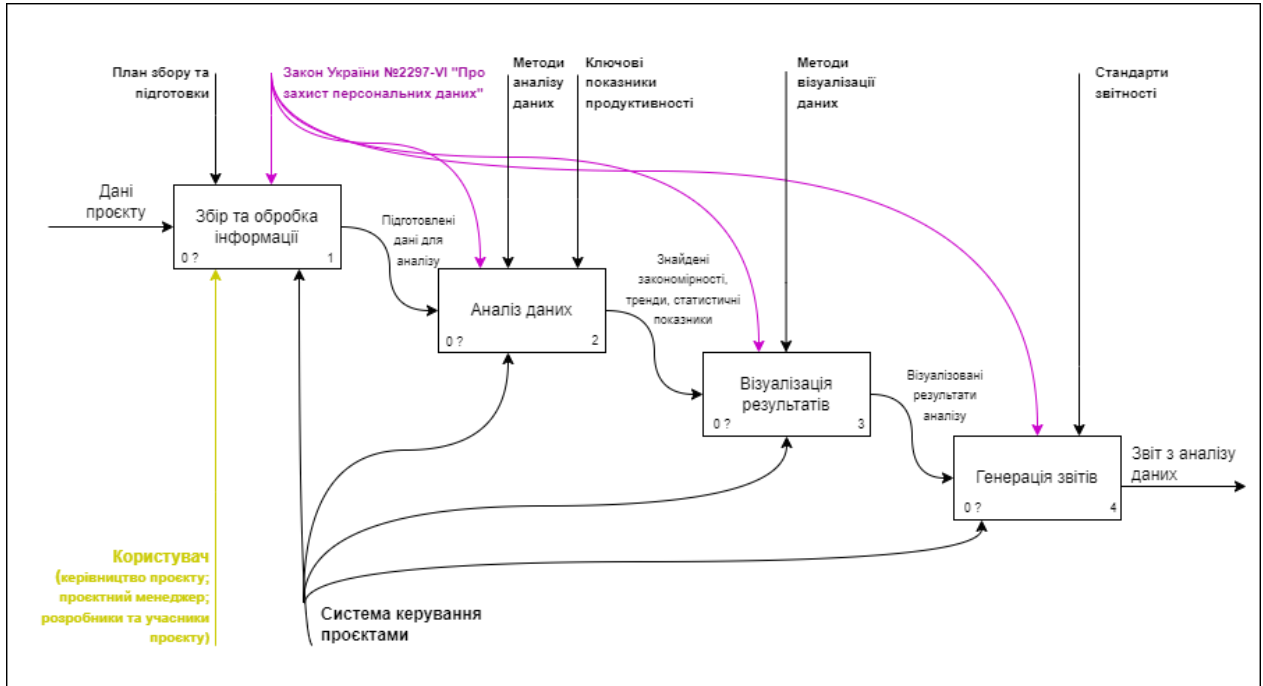 План збору та
підготовки
Закон України №2297-VI "Про
захист персональних даних"
Методи
аналізу
даних
Ключові
показники
продуктивності
Методи
візуалізації
даних
Стандарти
звітності
Дані
проєкту
Збір та обробка
інформації
0 ?
1
Підготовлені
дані для
аналізу
Аналіз даних
0 ?
2
Знайдені
закономірності,
тренди, статистичні
показники
Візуалізація
результатів
0 ?
3
Візуалізовані
результати
аналізу
Генерація звітів
0 ?
4
Звіт з аналізу
даних
Користувач
(керівництво проєкту;
проєктний менеджер;
розробники та учасники
проєкту)
Система керування
проєктами